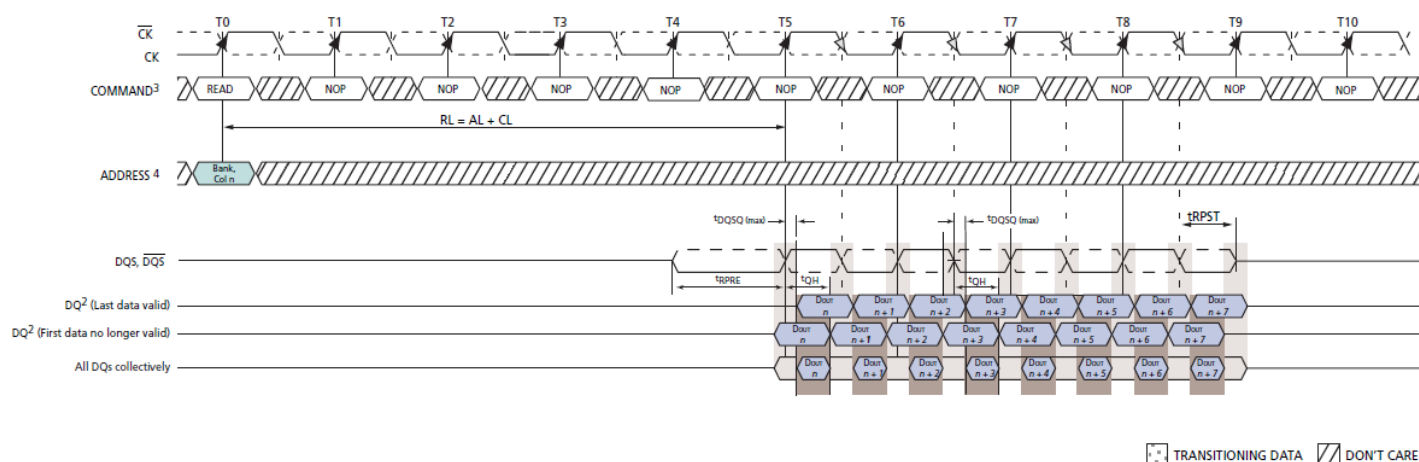 T0 T1 T2 T3 T4 T5 T6 T7 T8 T9 T10
CK
CK
COMMAND3 READ NOP NOP NOP NOP NOP NOP NOP NOP NOP NOP
RL = AL + CL
ADDRESS 4 Bank,
Col n
tDQSQ (max) tDQSQ (max) tRPST
DQS, DQS
tRPRE tQH tQH
DQ2 (Last data valid) DOUT DOUT DOUT DOUT DOUT DOUT DOUT DOUT
n n + 1 n + 2 n + 3 n + 4 n + 5 n + 6 n + 7
DQ2 (First data no longer valid) DOUT DOUT DOUT DOUT DOUT DOUT DOUT DOUT
n n + 1 n + 2 n + 3 n + 4 n + 5 n + 6 n + 7
All DQs collectively DOUT DOUT DOUT DOUT DOUT DOUT DOUT DOUT
n n + 1 n + 2 n + 3 n + 4 n + 5 n + 6 n + 7
TRANSITIONING DATA DON'T CARE